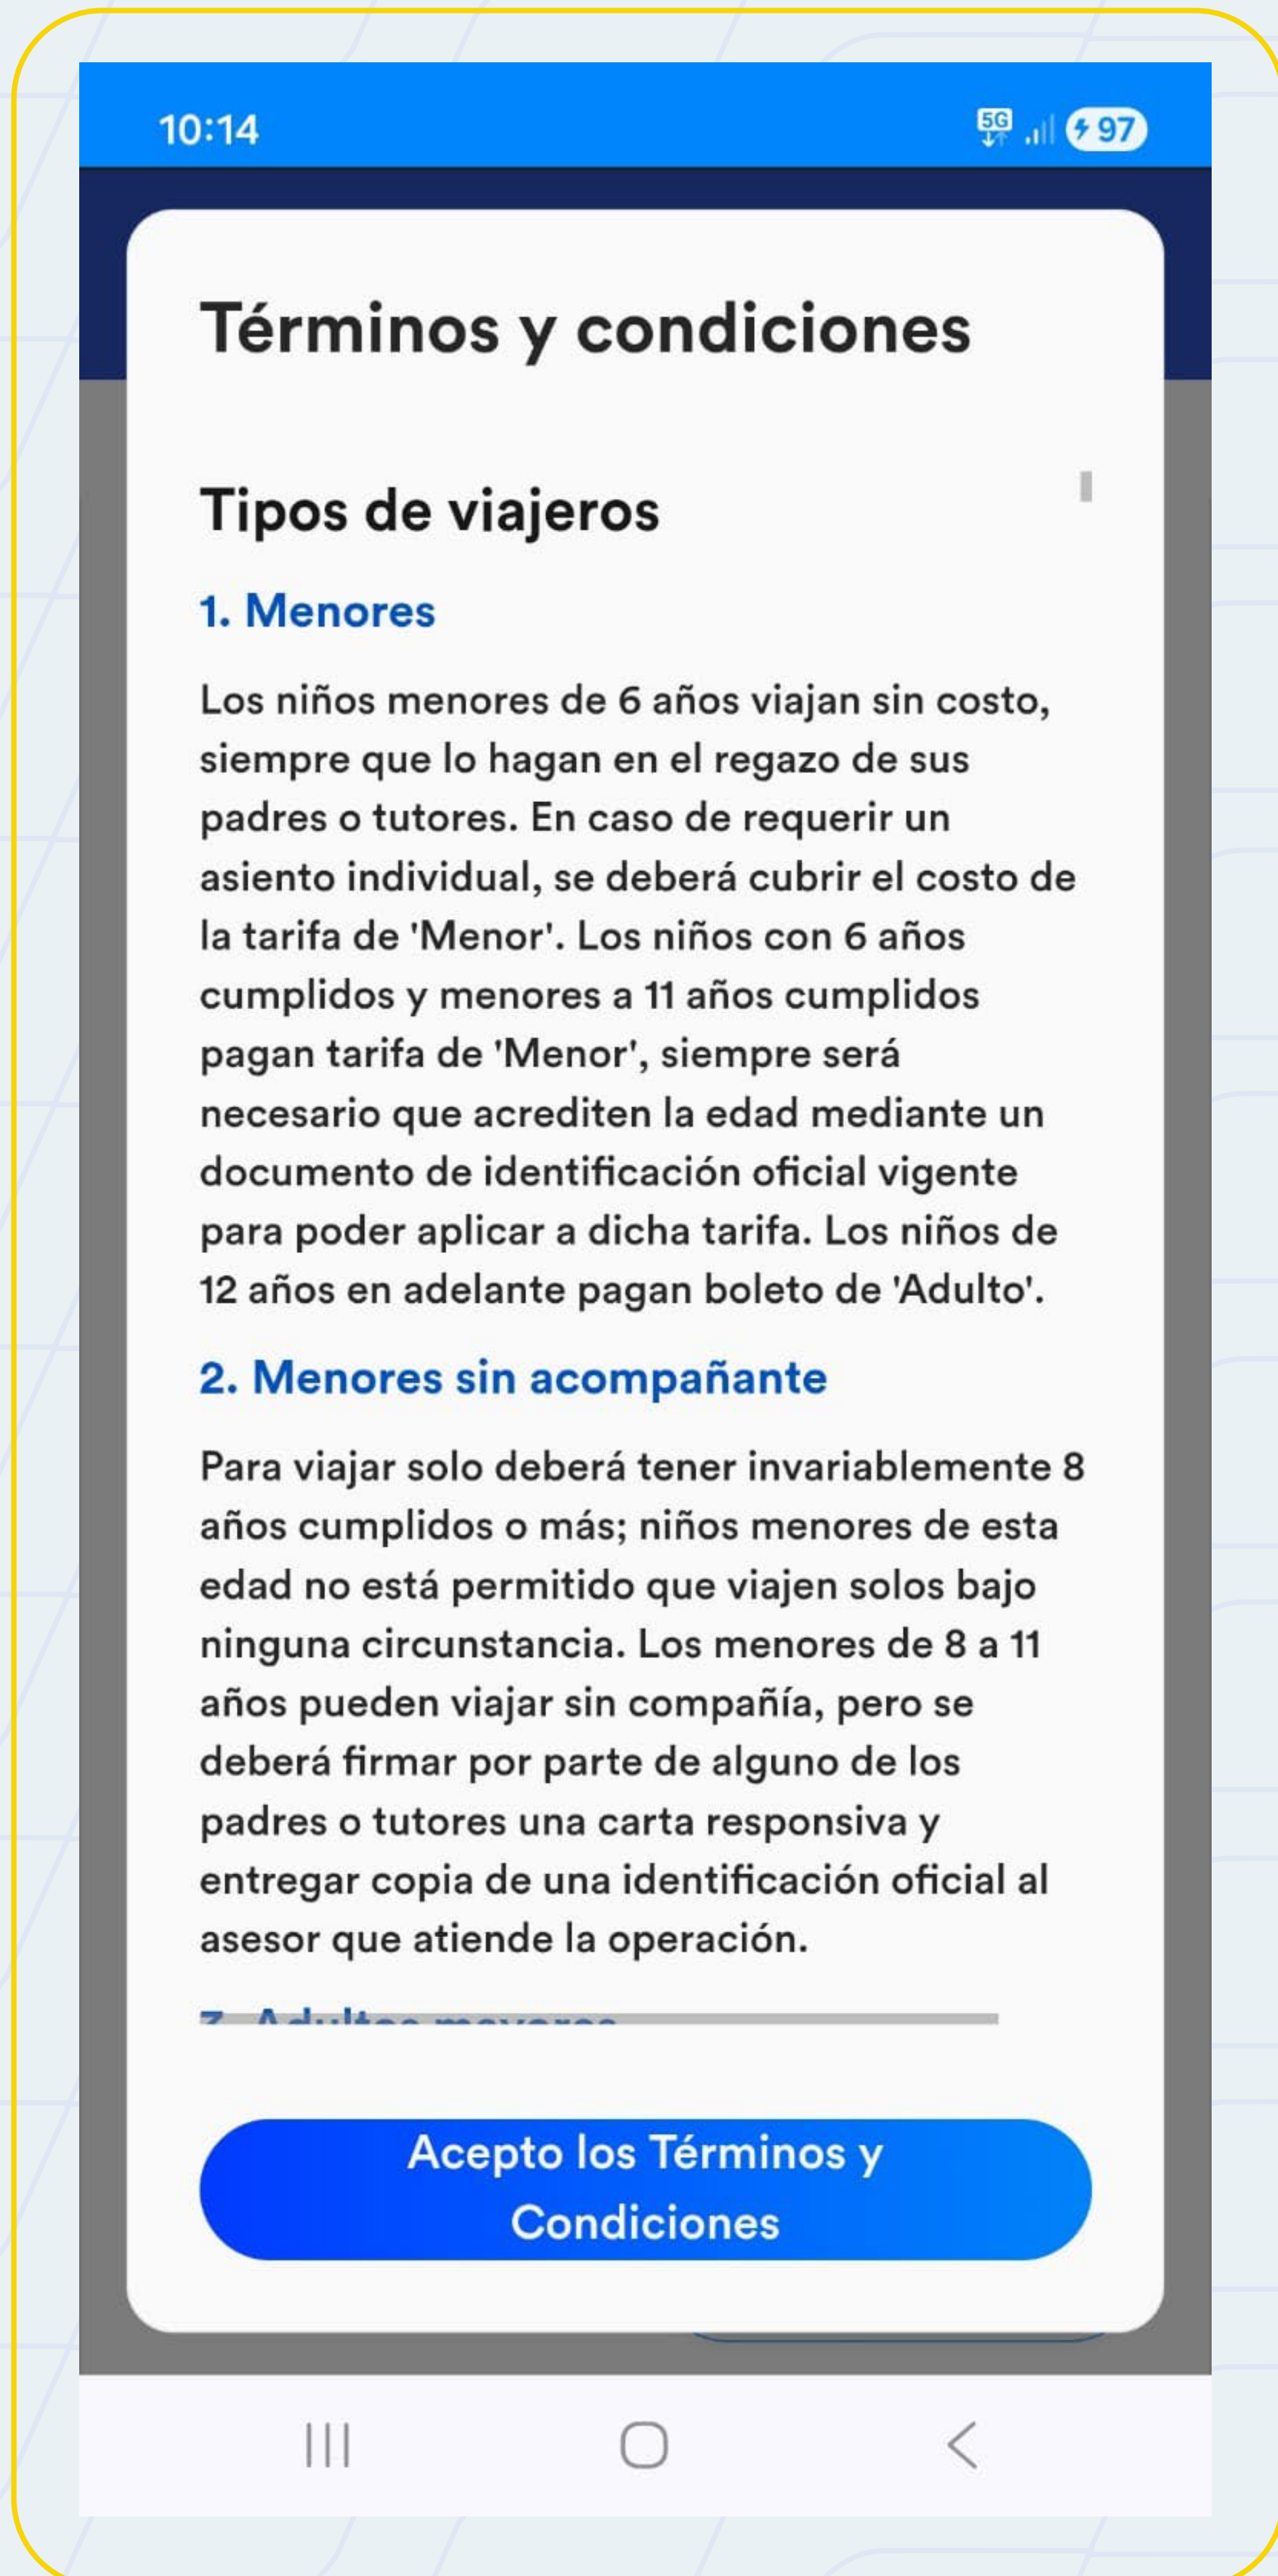 10:14
5G
97
Términos y condiciones
Tipos de viajeros
1. Menores
Los niños menores de 6 años viajan sin costo,
siempre que lo hagan en el regazo de sus
padres o tutores. En caso de requerir un
asiento individual, se deberá cubrir el costo de
la tarifa de 'Menor'. Los niños con 6 años
cumplidos y menores a 11 años cumplidos
pagan tarifa de 'Menor', siempre será
necesario que acrediten la edad mediante un
documento de identificación oficial vigente
para poder aplicar a dicha tarifa. Los niños de
12 años en adelante pagan boleto de 'Adulto'.
2. Menores sin acompañante
Para viajar solo deberá tener invariablemente 8
años cumplidos o más; niños menores de esta
edad no está permitido que viajen solos bajo
ninguna circunstancia. Los menores de 8 a 11
años pueden viajar sin compañía, pero se
deberá firmar por parte de alguno de los
padres o tutores una carta responsiva y
entregar copia de una identificación oficial al
asesor que atiende la operación.
3. Adultos mayores
Acepto los Términos y
Condiciones